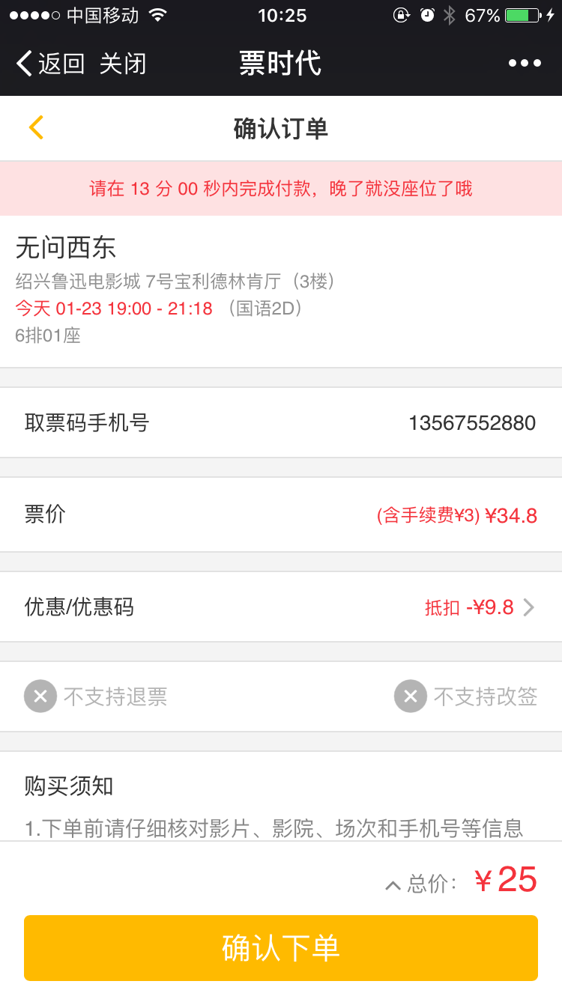 中国移动 10:25 67%
返回 关闭 票时代
确认订单
请在 13 分 00 秒内完成付款，晚了就没座位了哦
无问西东
绍兴鲁迅电影城 7号宝利德林肯厅（3楼）
今天 01-23 19:00 - 21:18 （国语2D）
6排01座
取票码手机号 13567552880
票价 (含手续费¥3) ¥34.8
优惠/优惠码 抵扣 -¥9.8
不支持退票 不支持改签
购买须知
1.下单前请仔细核对影片、影院、场次和手机号等信息
总价: ¥25
确认下单